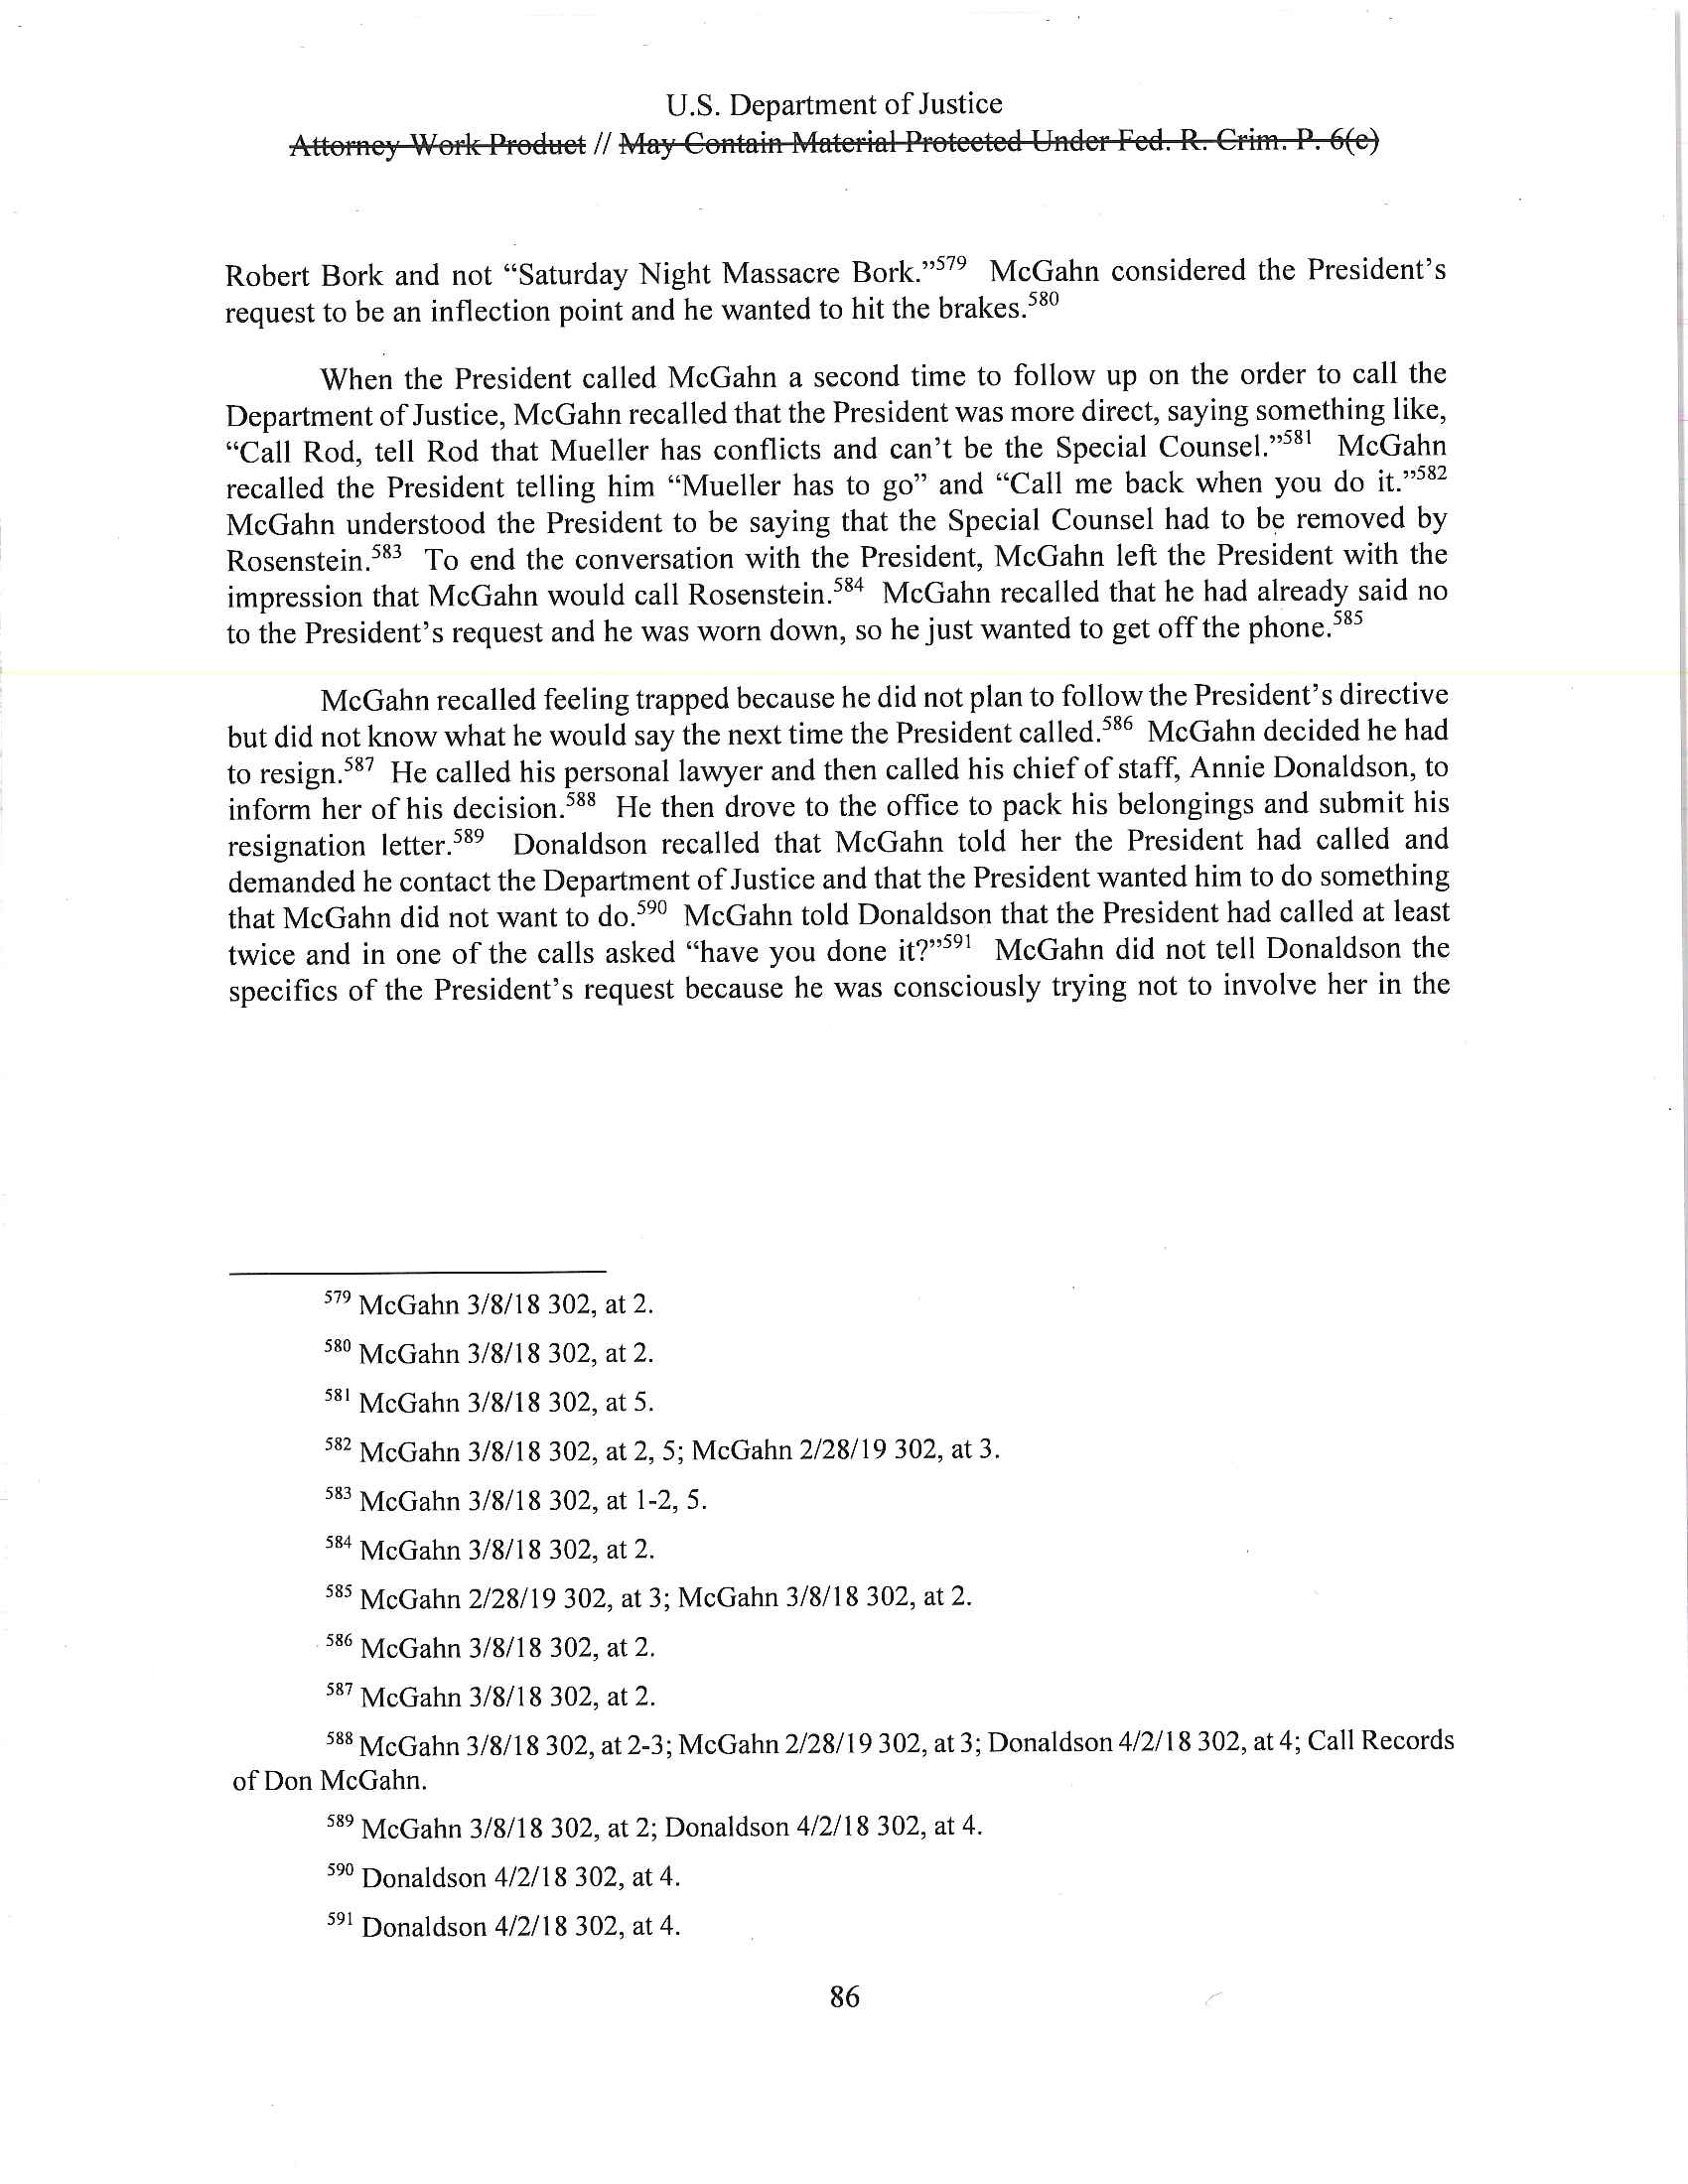 U.S. Department of Justice
Attorney Work Product // May Contain Material Protected Under Fed. R. Crim. P. 6(e)
Robert Bork and not “Saturday Night Massacre Bork.”579 McGahn considered the President’s
request to be an inflection point and he wanted to hit the brakes.580
When the President called McGahn a second time to follow up on the order to call the
Department of Justice, McGahn recalled that the President was more direct, saying something like,
“Call Rod, tell Rod that Mueller has conflicts and can’t be the Special Counsel.”581 McGahn
recalled the President telling him “Mueller has to go” and “Call me back when you do it.”582
McGahn understood the President to be saying that the Special Counsel had to be removed by
Rosenstein.583 To end the conversation with the President, McGahn left the President with the
impression that McGahn would call Rosenstein.584 McGahn recalled that he had already said no
to the President’s request and he was worn down, so he just wanted to get off the phone.585
McGahn recalled feeling trapped because he did not plan to follow the President’s directive
but did not know what he would say the next time the President called.586 McGahn decided he had
to resign.587 He called his personal lawyer and then called his chief of staff, Annie Donaldson, to
inform her of his decision.588 He then drove to the office to pack his belongings and submit his
resignation letter.589 Donaldson recalled that McGahn told her the President had called and
demanded he contact the Department of Justice and that the President wanted him to do something
that McGahn did not want to do.590 McGahn told Donaldson that the President had called at least
twice and in one of the calls asked “have you done it?”591 McGahn did not tell Donaldson the
specifics of the President’s request because he was consciously trying not to involve her in the
579 McGahn 3/8/18 302, at 2.
580 McGahn 3/8/18 302, at 2.
581 McGahn 3/8/18 302, at 5.
582 McGahn 3/8/18 302, at 2, 5; McGahn 2/28/19 302, at 3.
583 McGahn 3/8/18 302, at 1-2, 5.
584 McGahn 3/8/18 302, at 2.
585 McGahn 2/28/19 302, at 3; McGahn 3/8/18 302, at 2.
586 McGahn 3/8/18 302, at 2.
587 McGahn 3/8/18 302, at 2.
588 McGahn 3/8/18 302, at 2-3; McGahn 2/28/19 302, at 3; Donaldson 4/2/18 302, at 4; Call Records
of Don McGahn.
589 McGahn 3/8/18 302, at 2; Donaldson 4/2/18 302, at 4.
590 Donaldson 4/2/18 302, at 4.
591 Donaldson 4/2/18 302, at 4.
86